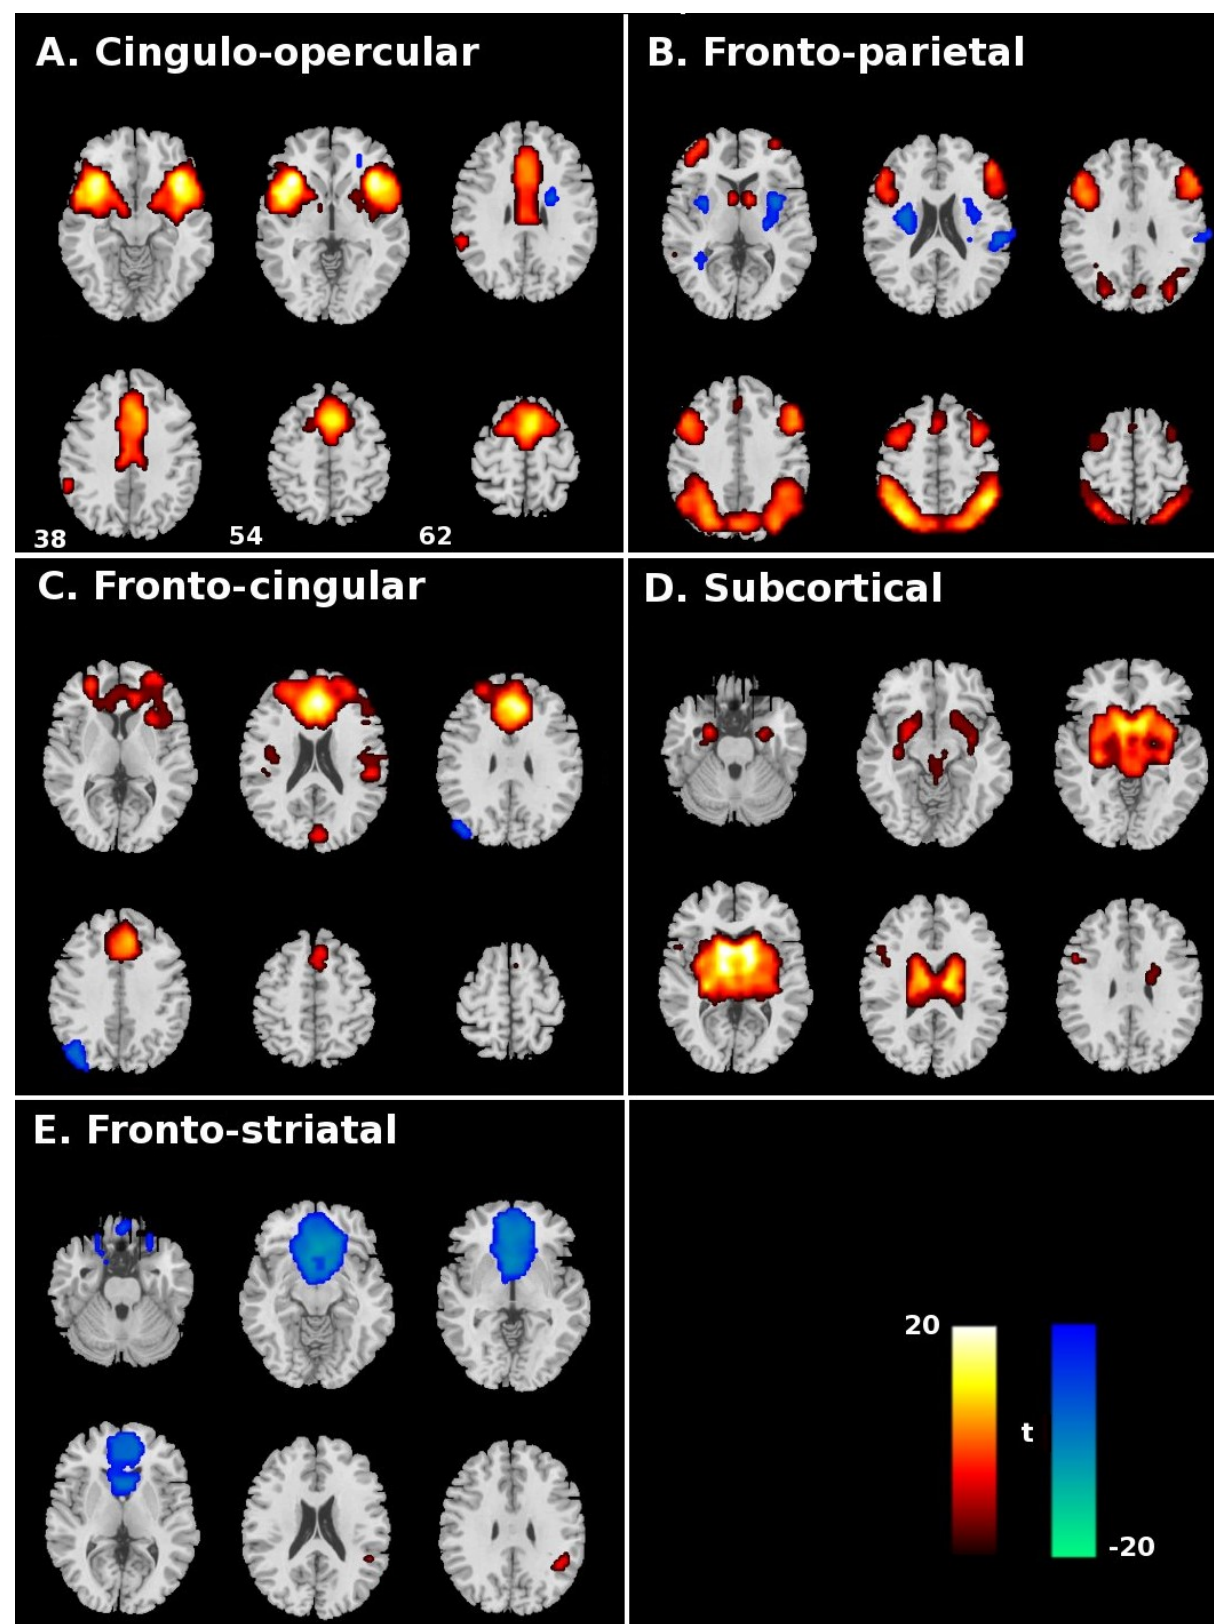 A. Cingulo-opercular
B. Fronto-parietal
38
54
62
C. Fronto-cingular
D. Subcortical
E. Fronto-striatal
20
t
-20